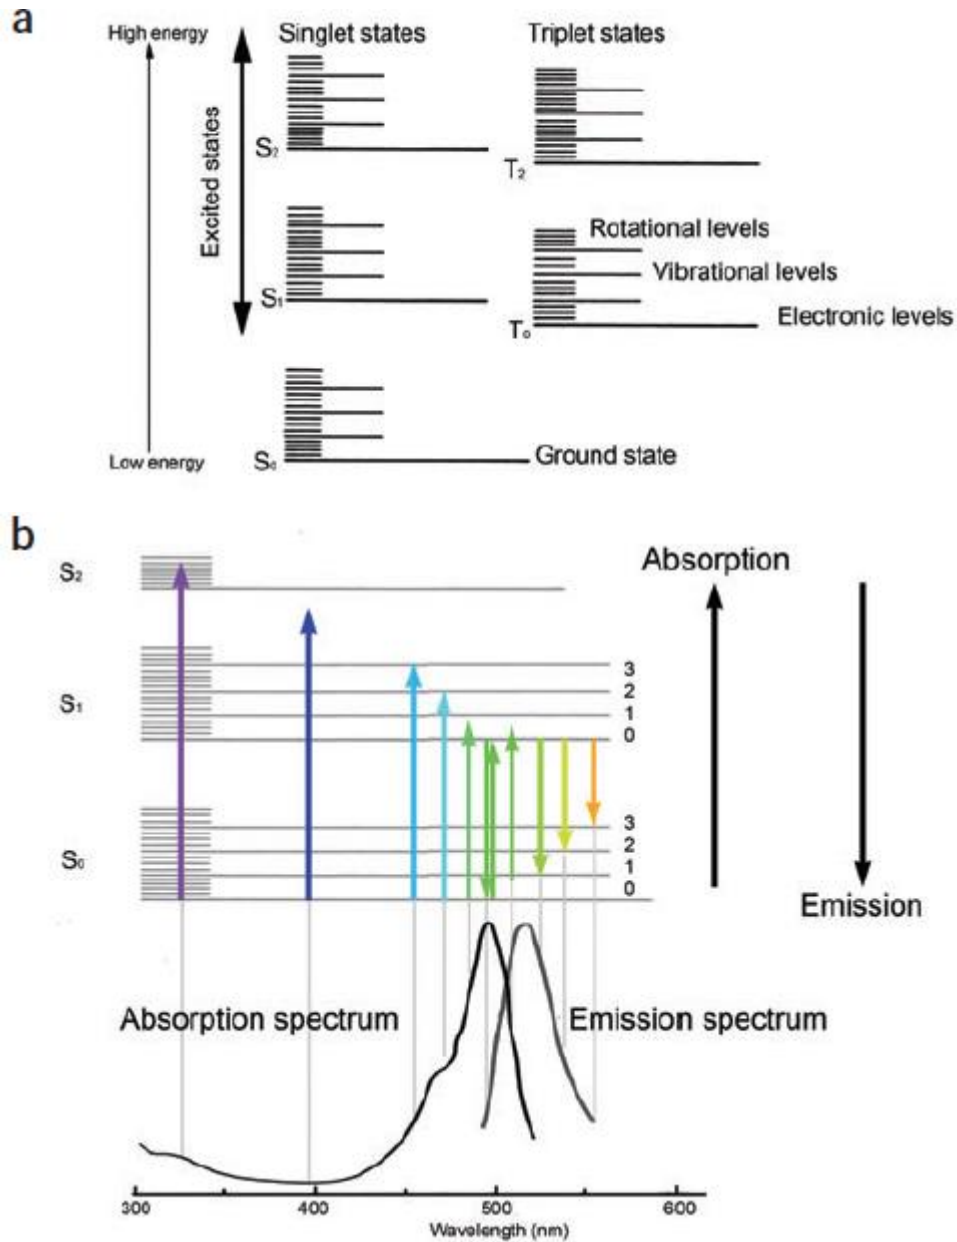 a
High energy
Singlet states
Triplet states
Excited states
S₂
T₂
Rotational levels
Vibrational levels
S₁
Electronic levels
T₀
Low energy
S₀
Ground state
b
Absorption
S₂
3
S₁
2
1
0
3
2
S₀
1
0
Emission
Absorption spectrum
Emission spectrum
300
400
500
600
Wavelength (nm)